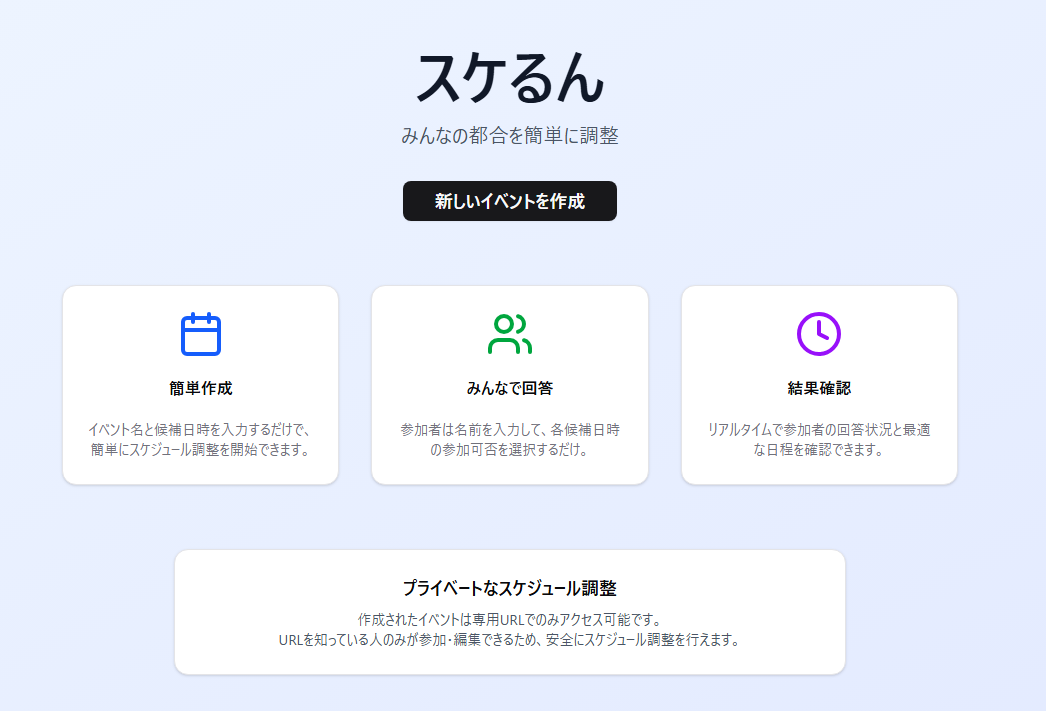 スケるん
みんなの都合を簡単に調整
新しいイベントを作成
簡単作成
イベント名と候補日時を入力するだけで、
簡単にスケジュール調整を開始できます。
みんなで回答
参加者は名前を入力して、各候補日時
の参加可否を選択するだけ。
結果確認
リアルタイムで参加者の回答状況と最適
な日程を確認できます。
プライベートなスケジュール調整
作成されたイベントは専用URLでのみアクセス可能です。
URLを知っている人のみが参加・編集できるため、安全にスケジュール調整を行えます。